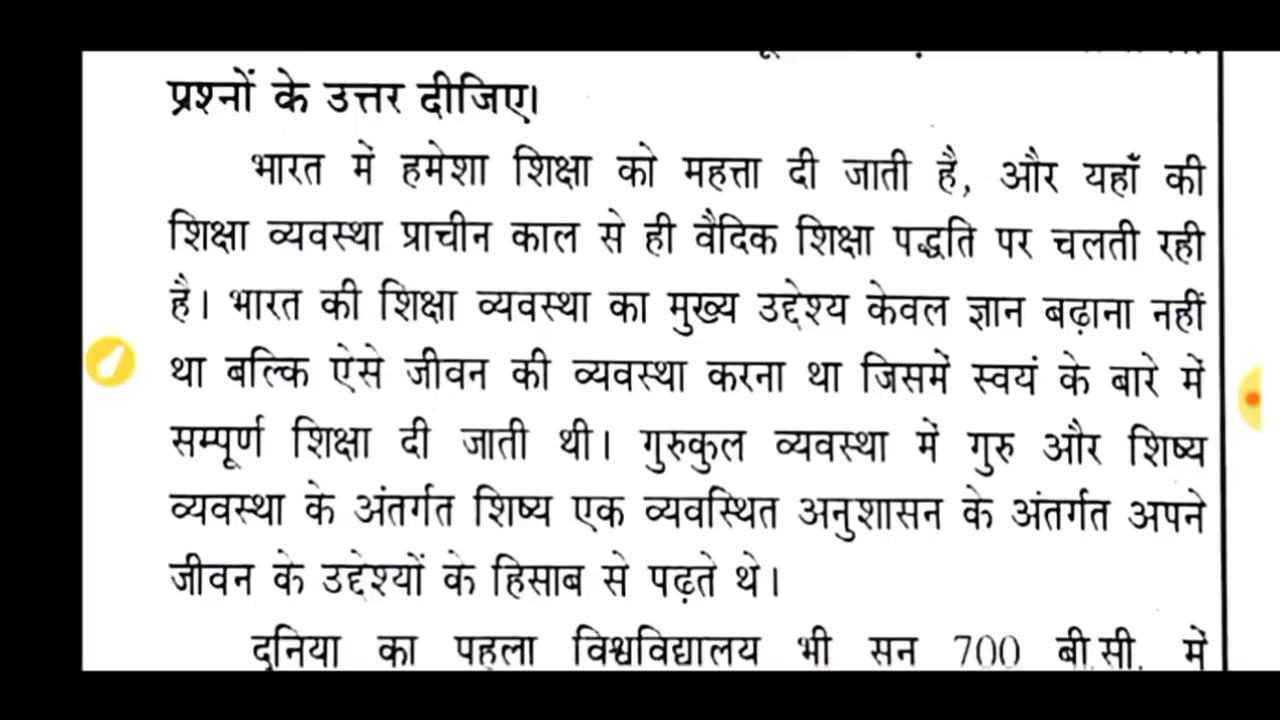 प्रश्नों के उत्तर दीजिए।
भारत में हमेशा शिक्षा को महत्ता दी जाती है, और यहाँ की
शिक्षा व्यवस्था प्राचीन काल से ही वैदिक शिक्षा पद्धति पर चलती रही
है। भारत की शिक्षा व्यवस्था का मुख्य उद्देश्य केवल ज्ञान बढ़ाना नहीं
था बल्कि ऐसे जीवन की व्यवस्था करना था जिसमें स्वयं के बारे में
सम्पूर्ण शिक्षा दी जाती थी। गुरुकुल व्यवस्था में गुरु और शिष्य
व्यवस्था के अंतर्गत शिष्य एक व्यवस्थित अनुशासन के अंतर्गत अपने
जीवन के उद्देश्यों के हिसाब से पढ़ते थे।
दुनिया का पहला विश्वविद्यालय भी सन 700 बी.सी. में